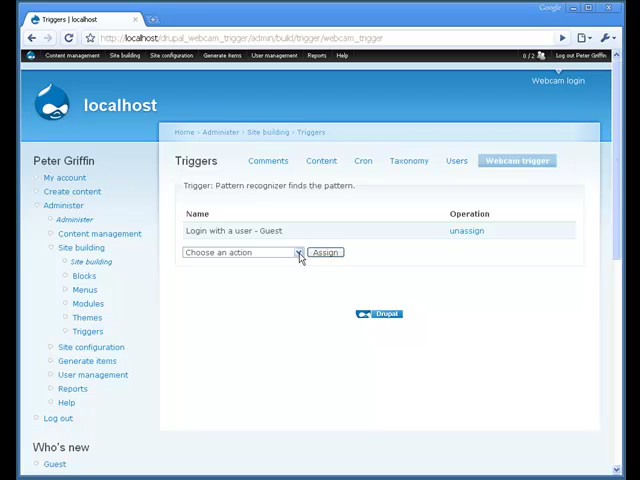 Google
Triggers | localhost
http://localhost/drupal_webcam_trigger/admin/build/trigger/webcam_trigger
Content management Site building Site configuration Generate items User management Reports Help 0 / 2 Log out Peter Griffin
Webcam login
localhost
Home › Administer › Site building › Triggers
Peter Griffin
My account
Create content
Administer
Administer
Content management
Site building
Site building
Blocks
Menus
Modules
Themes
Triggers
Site configuration
Generate items
User management
Reports
Help
Log out
Who's new
Guest
Triggers Comments Content Cron Taxonomy Users Webcam trigger
Trigger: Pattern recognizer finds the pattern.
Name Operation
Login with a user - Guest unassign
Choose an action Assign
Drupal